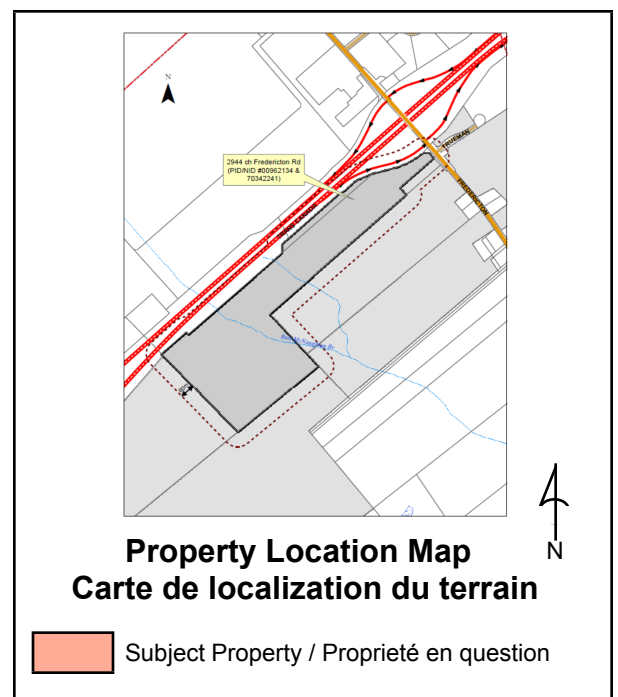 N
2944 ch Fredericton Rd
(PID/NID #00962134 &
70342241)
TRUEMAN
FREDERICTON
N
Property Location Map
Carte de localization du terrain
Subject Property / Proprieté en question